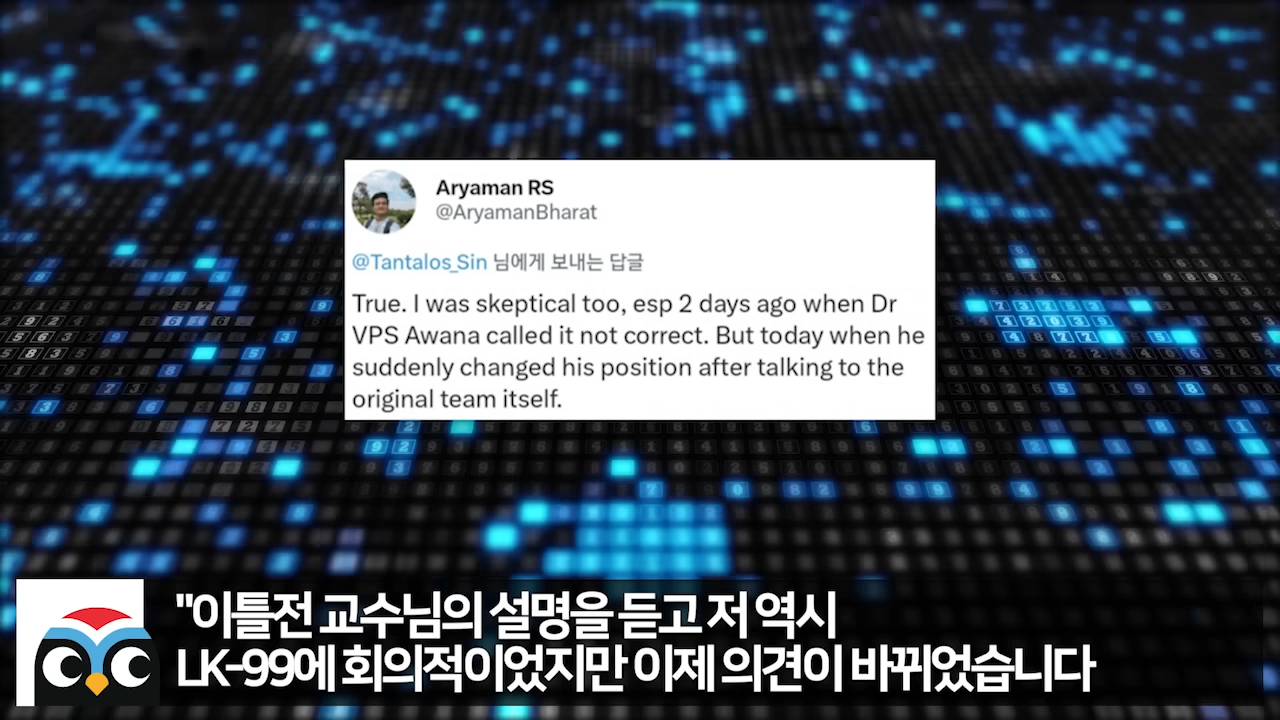 Aryaman RS
@AryamanBharat
@Tantalos_Sin 님에게 보내는 답글
True. I was skeptical too, esp 2 days ago when Dr
VPS Awana called it not correct. But today when he
suddenly changed his position after talking to the
original team itself.
"이틀전 교수님의 설명을 듣고 저 역시
LK-99에 회의적이었지만 이제 의견이 바뀌었습니다